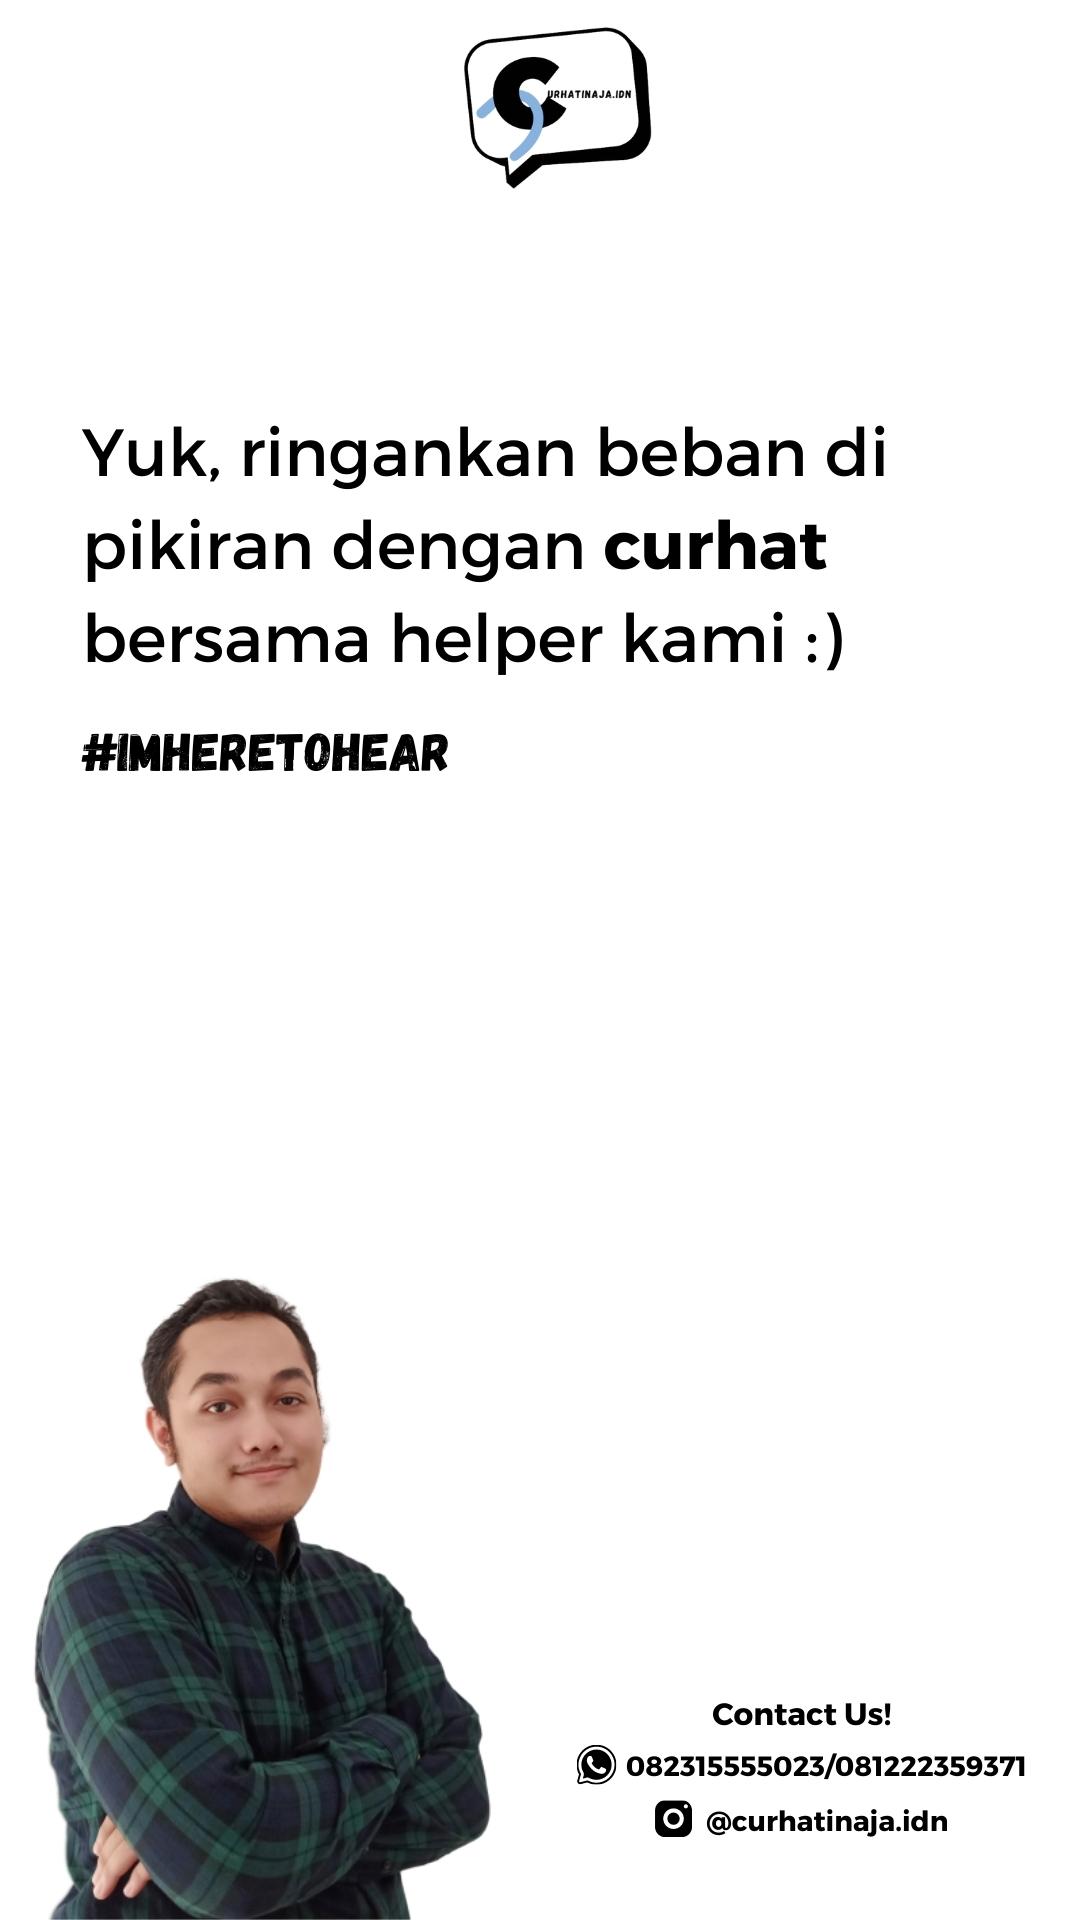 CURHATINAJA.IDN
Yuk, ringankan beban di
pikiran dengan curhat
bersama helper kami :)
#IMHERETOHEAR
Contact Us!
082315555023/081222359371
@curhatinaja.idn